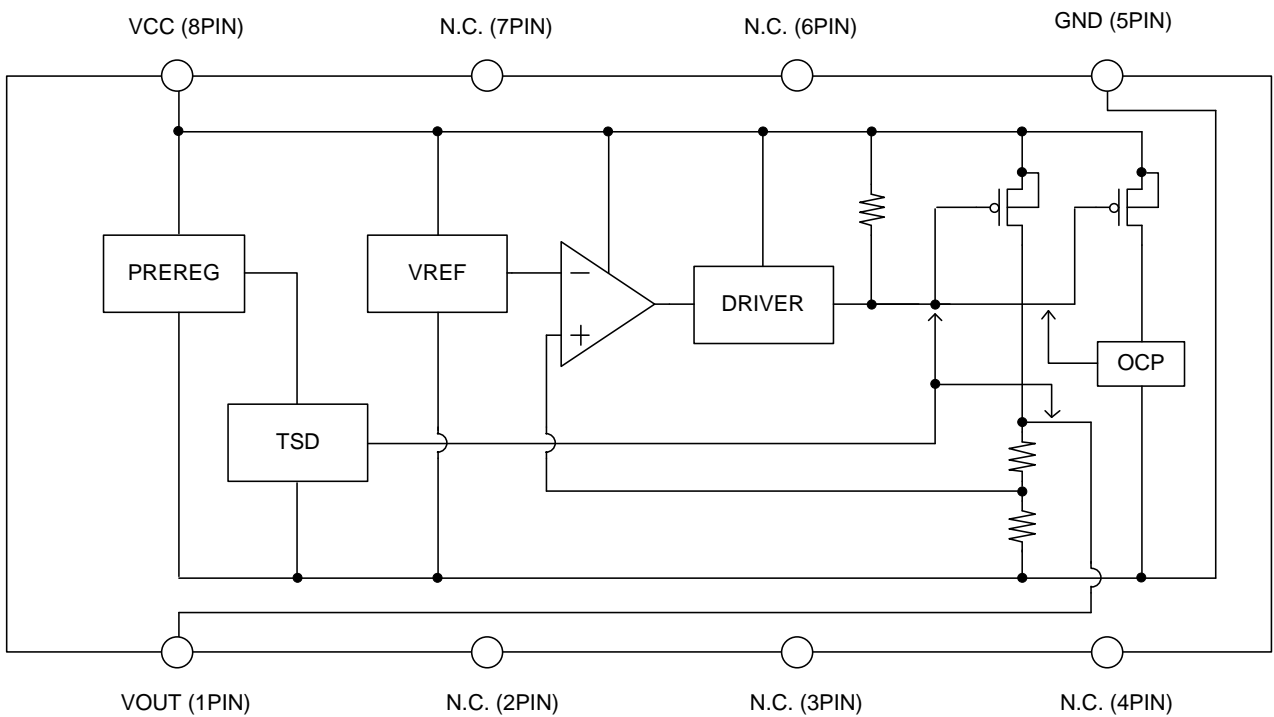 VCC (8PIN)
N.C. (7PIN)
N.C. (6PIN)
GND (5PIN)
PREREG
VREF
DRIVER
OCP
TSD
VOUT (1PIN)
N.C. (2PIN)
N.C. (3PIN)
N.C. (4PIN)